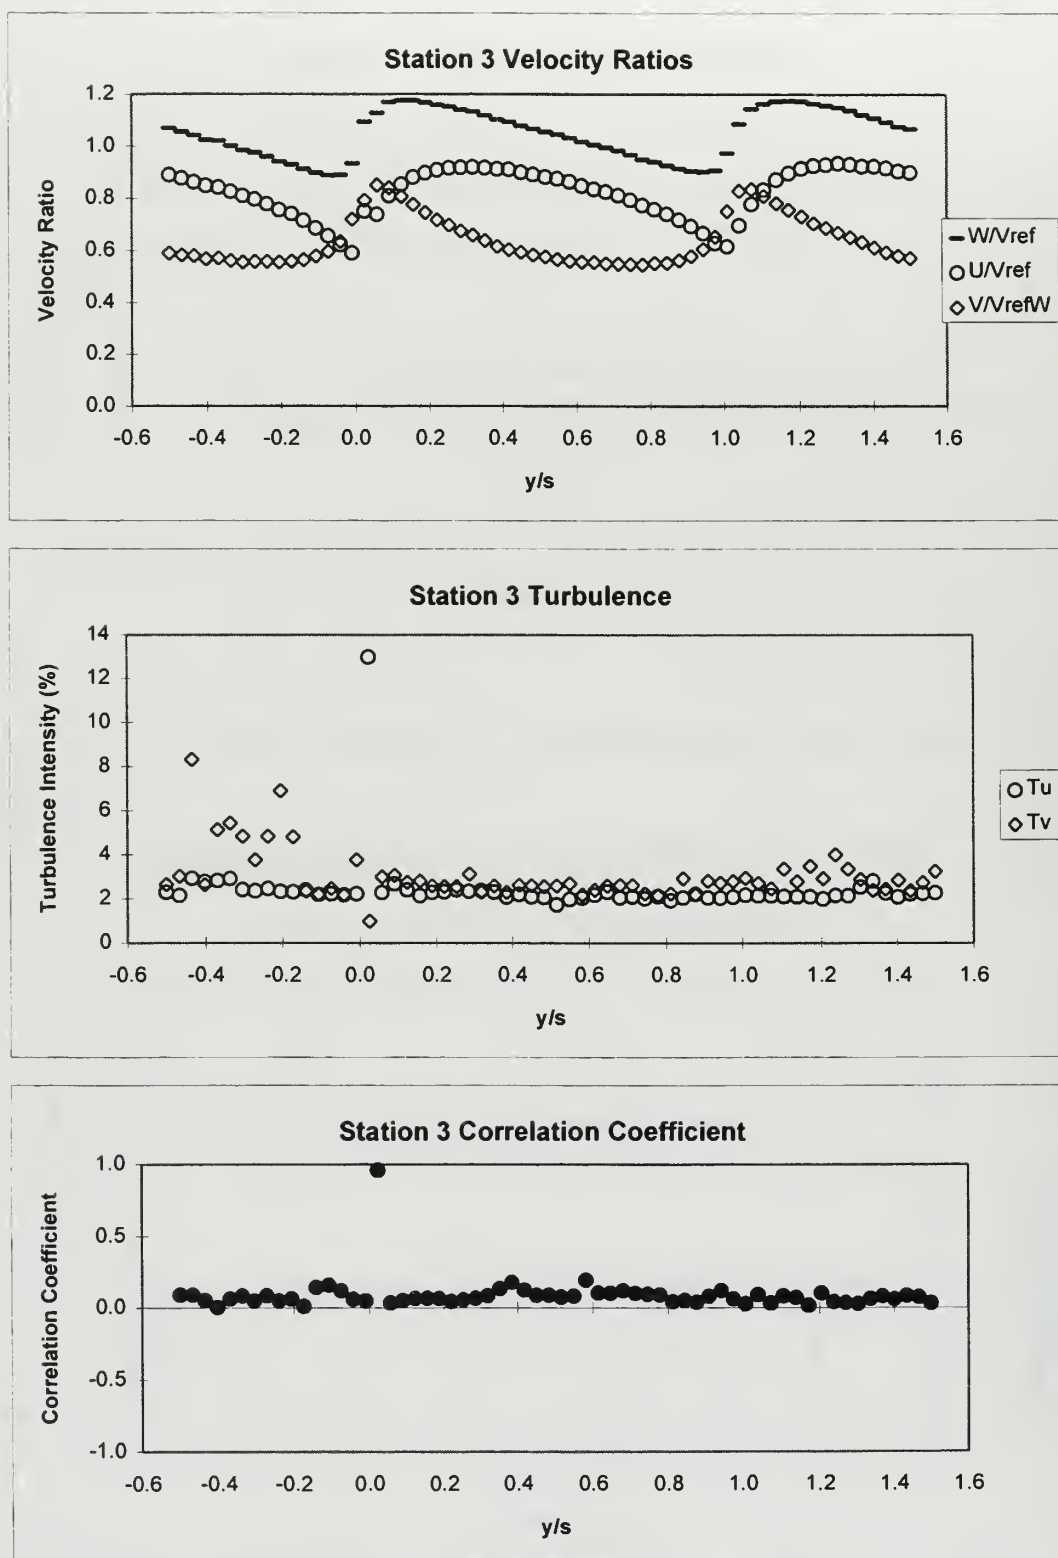 Station 3 Velocity Ratios
1.2
1.0
0.8
0.6
0.4
0.2
0.0
Velocity Ratio
-0.6 -0.4 -0.2 0.0 0.2 0.4 0.6 0.8 1.0 1.2 1.4 1.6
y/s
W/Vref
U/Vref
V/VrefW
Station 3 Turbulence
14
12
10
8
6
4
2
0
Turbulence Intensity (%)
-0.6 -0.4 -0.2 0.0 0.2 0.4 0.6 0.8 1.0 1.2 1.4 1.6
y/s
Tu
Tv
Station 3 Correlation Coefficient
1.0
0.5
0.0
-0.5
-1.0
Correlation Coefficient
-0.6 -0.4 -0.2 0.0 0.2 0.4 0.6 0.8 1.0 1.2 1.4 1.6
y/s